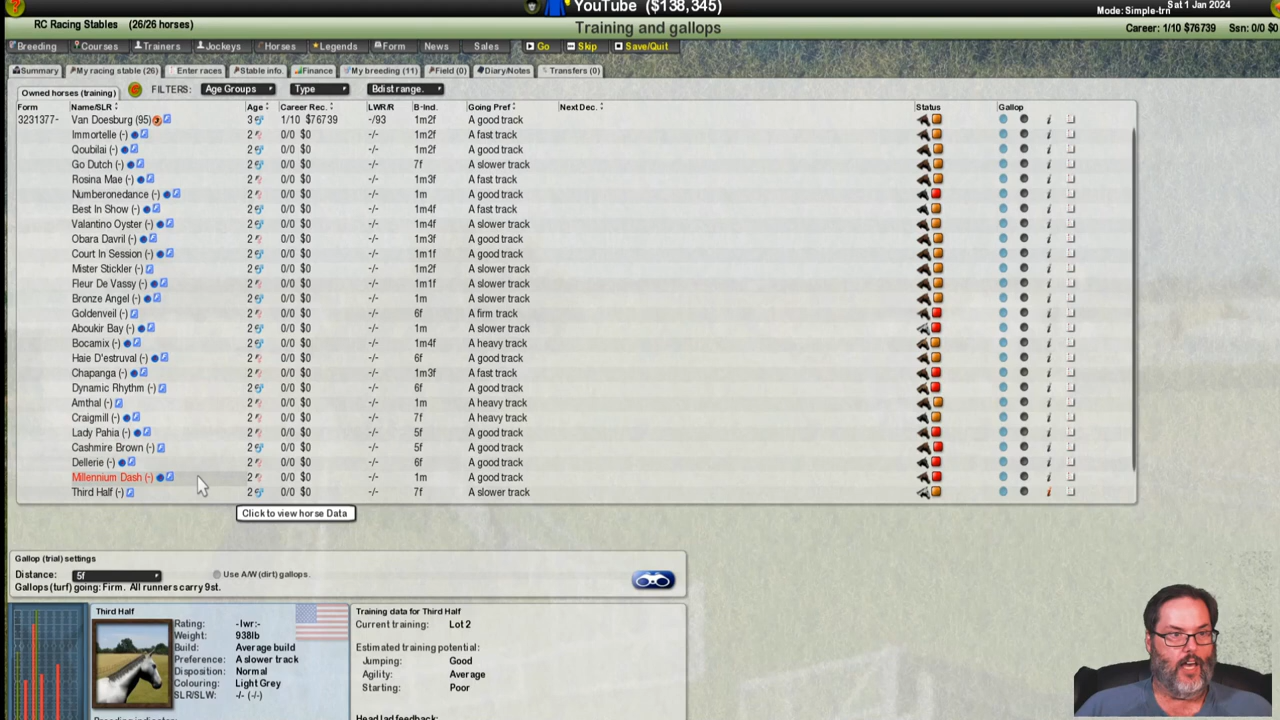 YouTube ($138,345)
Mode: Simple-trn
Sat 1 Jan 2024
RC Racing Stables (26/26 horses)
Training and gallops
Career: 1/10 $76739 Ssn: 0/0 $0
Breeding Courses Trainers Jockeys Horses Legends Form News Sales Go Skip Save/Quit
Summary My racing stable (26) Enter races Stable info. Finance My breeding (11) Field (0) Diary/Notes Transfers (0)
Owned horses (training) FILTERS: Age Groups Type Bdist range.
Form Name/SLR Age Career Rec. LWR/R B-Ind. Going Pref Next Dec. Status Gallop
3231377- Van Doesburg (95) 3 1/10 $76739 -/93 1m2f A good track
Immortelle (-) 2 0/0 $0 -/- 1m2f A fast track
Qoubilai (-) 2 0/0 $0 -/- 1m2f A good track
Go Dutch (-) 2 0/0 $0 -/- 7f A slower track
Rosina Mae (-) 2 0/0 $0 -/- 1m3f A fast track
Numberonedance (-) 2 0/0 $0 -/- 1m A good track
Best In Show (-) 2 0/0 $0 -/- 1m4f A fast track
Valantino Oyster (-) 2 0/0 $0 -/- 1m4f A slower track
Obara Davril (-) 2 0/0 $0 -/- 1m3f A good track
Court In Session (-) 2 0/0 $0 -/- 1m1f A good track
Mister Stickler (-) 2 0/0 $0 -/- 1m2f A slower track
Fleur De Vassy (-) 2 0/0 $0 -/- 1m1f A slower track
Bronze Angel (-) 2 0/0 $0 -/- 1m A slower track
Goldenveil (-) 2 0/0 $0 -/- 6f A firm track
Aboukir Bay (-) 2 0/0 $0 -/- 1m A slower track
Bocamix (-) 2 0/0 $0 -/- 1m4f A heavy track
Haie D'estruval (-) 2 0/0 $0 -/- 6f A good track
Chapanga (-) 2 0/0 $0 -/- 1m3f A fast track
Dynamic Rhythm (-) 2 0/0 $0 -/- 6f A good track
Amthal (-) 2 0/0 $0 -/- 1m A heavy track
Craigmill (-) 2 0/0 $0 -/- 7f A heavy track
Lady Pahia (-) 2 0/0 $0 -/- 5f A good track
Cashmire Brown (-) 2 0/0 $0 -/- 5f A good track
Dellerie (-) 2 0/0 $0 -/- 6f A good track
Millennium Dash (-) 2 0/0 $0 -/- 1m A good track
Third Half (-) 2 0/0 $0 -/- 7f A slower track
Click to view horse Data
Gallop (trial) settings
Distance: 5f Use A/W (dirt) gallops.
Gallops (turf) going: Firm. All runners carry 9st.
Third Half
Rating: -lwr:-
Weight: 938lb
Build: Average build
Preference: A slower track
Disposition: Normal
Colouring: Light Grey
SLR/SLW: -/- (-/-)
Breeding indicator:
Training data for Third Half
Current training: Lot 2
Estimated training potential:
Jumping: Good
Agility: Average
Starting: Poor
Head lad feedback: